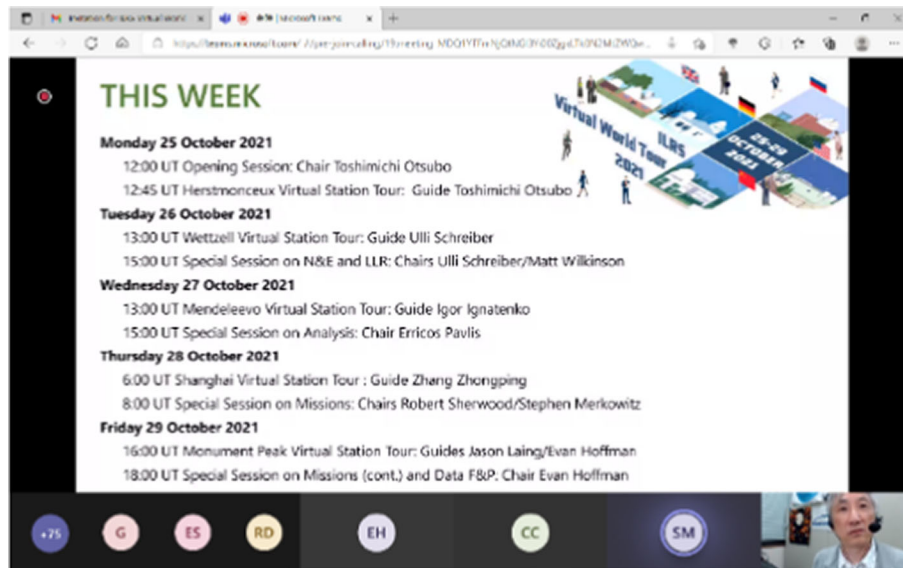 Microsoft Teams
THIS WEEK
Virtual World Tour
2021
ILRS
25-29
OCTOBER
2021
Monday 25 October 2021
12:00 UT Opening Session: Chair Toshimichi Otsubo
12:45 UT Herstmonceux Virtual Station Tour: Guide Toshimichi Otsubo
Tuesday 26 October 2021
13:00 UT Wettzell Virtual Station Tour: Guide Ulli Schreiber
15:00 UT Special Session on N&E and LLR: Chairs Ulli Schreiber/Matt Wilkinson
Wednesday 27 October 2021
13:00 UT Mendeleevo Virtual Station Tour: Guide Igor Ignatenko
15:00 UT Special Session on Analysis: Chair Erricos Pavlis
Thursday 28 October 2021
6:00 UT Shanghai Virtual Station Tour : Guide Zhang Zhongping
8:00 UT Special Session on Missions: Chairs Robert Sherwood/Stephen Merkowitz
Friday 29 October 2021
16:00 UT Monument Peak Virtual Station Tour: Guides Jason Laing/Evan Hoffman
18:00 UT Special Session on Missions (cont.) and Data F&P: Chair Evan Hoffman
+75
G
ES
RD
EH
CC
SM